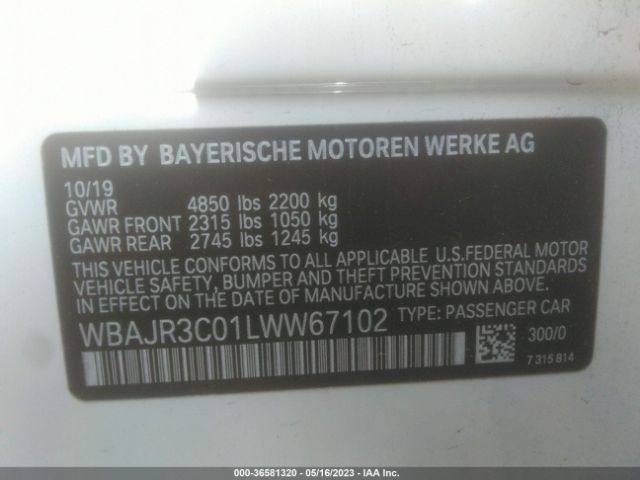 MFD BY BAYERISCHE MOTOREN WERKE AG
10/19
GVWR 4850 lbs 2200 kg
GAWR FRONT 2315 lbs 1050 kg
GAWR REAR 2745 lbs 1245 kg
THIS VEHICLE CONFORMS TO ALL APPLICABLE U.S.FEDERAL MOTOR
VEHICLE SAFETY, BUMPER AND THEFT PREVENTION STANDARDS
IN EFFECT ON THE DATE OF MANUFACTURE SHOWN ABOVE.
WBAJR3C01LWW67102 TYPE: PASSENGER CAR
300/0
7 315 814
000-36581320 - 05/16/2023 - IAA Inc.